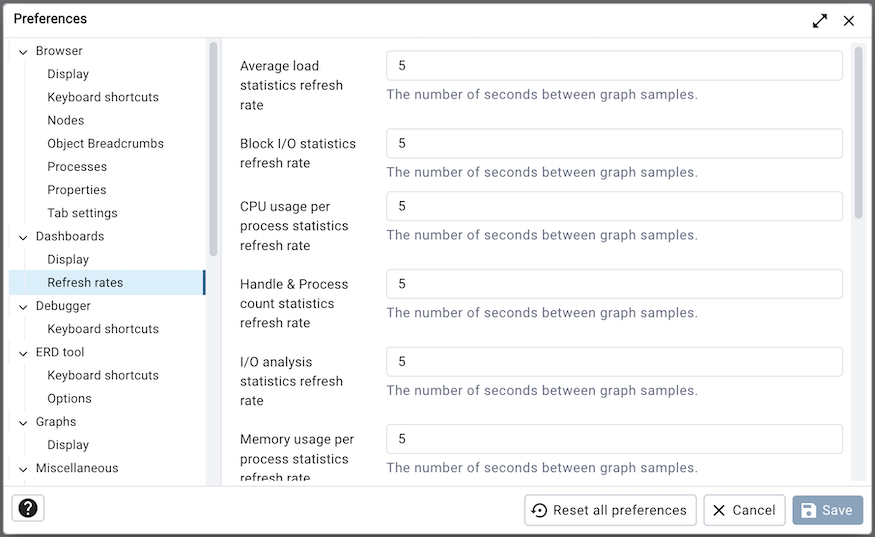 Preferences
Browser
Display
Keyboard shortcuts
Nodes
Object Breadcrumbs
Processes
Properties
Tab settings
Dashboards
Display
Refresh rates
Debugger
Keyboard shortcuts
ERD tool
Keyboard shortcuts
Options
Graphs
Display
Miscellaneous
Average load
statistics refresh
rate
5
The number of seconds between graph samples.
Block I/O statistics
refresh rate
5
The number of seconds between graph samples.
CPU usage per
process statistics
refresh rate
5
The number of seconds between graph samples.
Handle & Process
count statistics
refresh rate
5
The number of seconds between graph samples.
I/O analysis
statistics refresh
rate
5
The number of seconds between graph samples.
Memory usage per
process statistics
refresh rate
5
The number of seconds between graph samples.
?
Reset all preferences
Cancel
Save